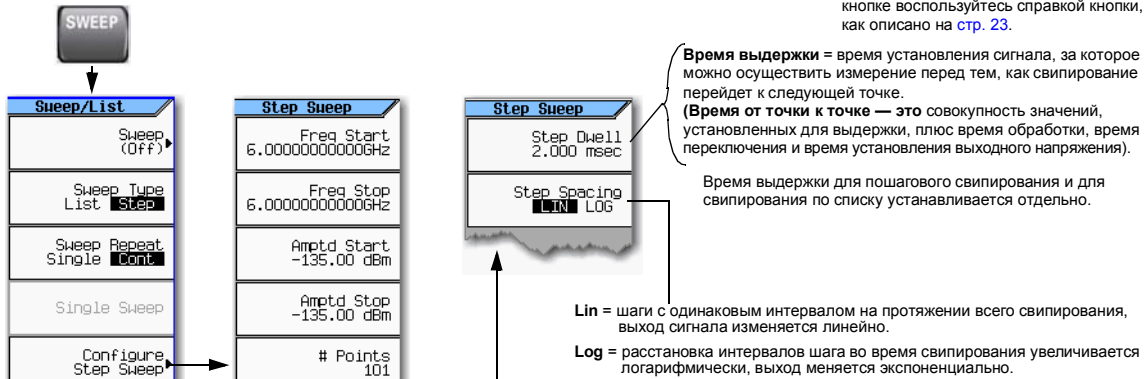 кнопке воспользуйтесь справкой кнопки,
как описано на стр. 23.
SWEEP
Sweep/List
Sweep
(Off)
Sweep Type
List Step
Sweep Repeat
Single Cont
Single Sweep
Configure
Step Sweep
Step Sweep
Freq Start
6.00000000000GHz
Freq Stop
6.00000000000GHz
Amptd Start
-135.00 dBm
Amptd Stop
-135.00 dBm
# Points
101
Step Sweep
Step Dwell
2.000 msec
Step Spacing
LIN LOG
Время выдержки = время установления сигнала, за которое
можно осуществить измерение перед тем, как свипирование
перейдет к следующей точке.
(Время от точки к точке — это совокупность значений,
установленных для выдержки, плюс время обработки, время
переключения и время установления выходного напряжения).
Время выдержки для пошагового свипирования и для
свипирования по списку устанавливается отдельно.
Lin = шаги с одинаковым интервалом на протяжении всего свипирования,
выход сигнала изменяется линейно.
Log = расстановка интервалов шага во время свипирования увеличивается
логарифмически, выход меняется экспоненциально.